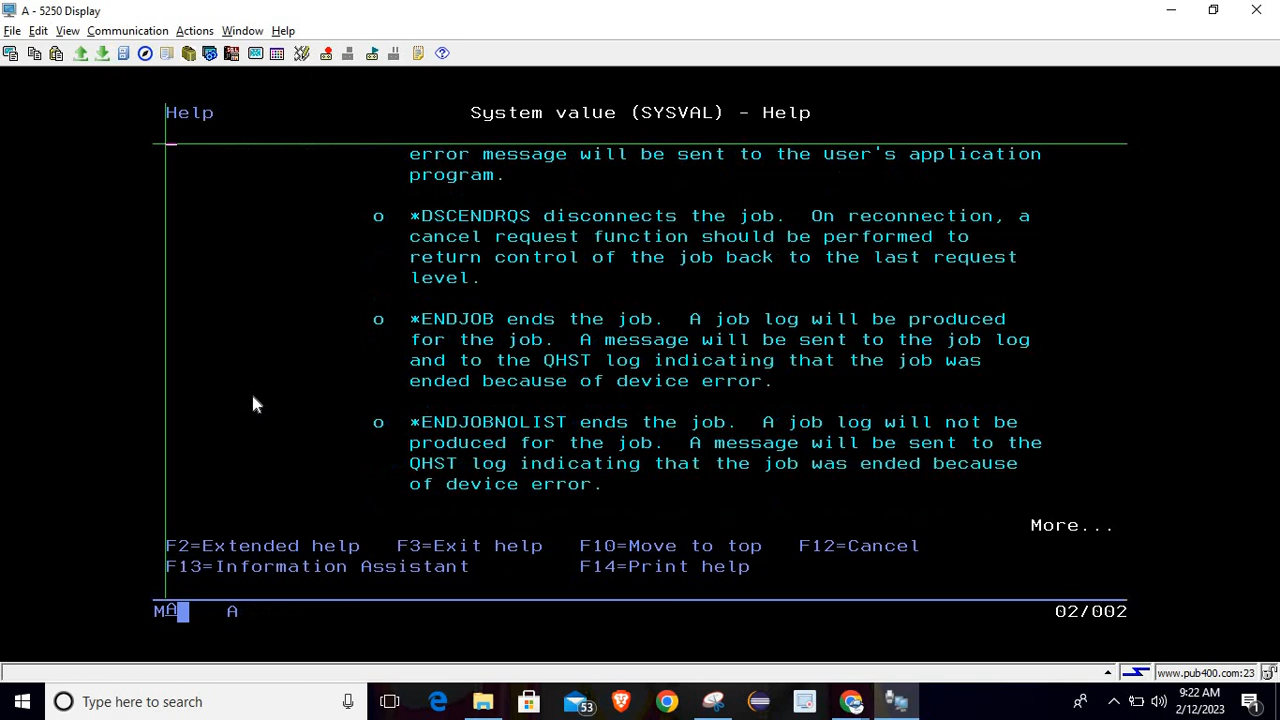 A - 5250 Display
File Edit View Communication Actions Window Help
Help System value (SYSVAL) - Help
error message will be sent to the user's application
program.
o *DSCENDRQS disconnects the job. On reconnection, a
cancel request function should be performed to
return control of the job back to the last request
level.
o *ENDJOB ends the job. A job log will be produced
for the job. A message will be sent to the job log
and to the QHST log indicating that the job was
ended because of device error.
o *ENDJOBNOLIST ends the job. A job log will not be
produced for the job. A message will be sent to the
QHST log indicating that the job was ended because
of device error.
More...
F2=Extended help F3=Exit help F10=Move to top F12=Cancel
F13=Information Assistant F14=Print help
MA A 02/002
www.pub400.com:23
Type here to search
53
9:22 AM
2/12/2023
1